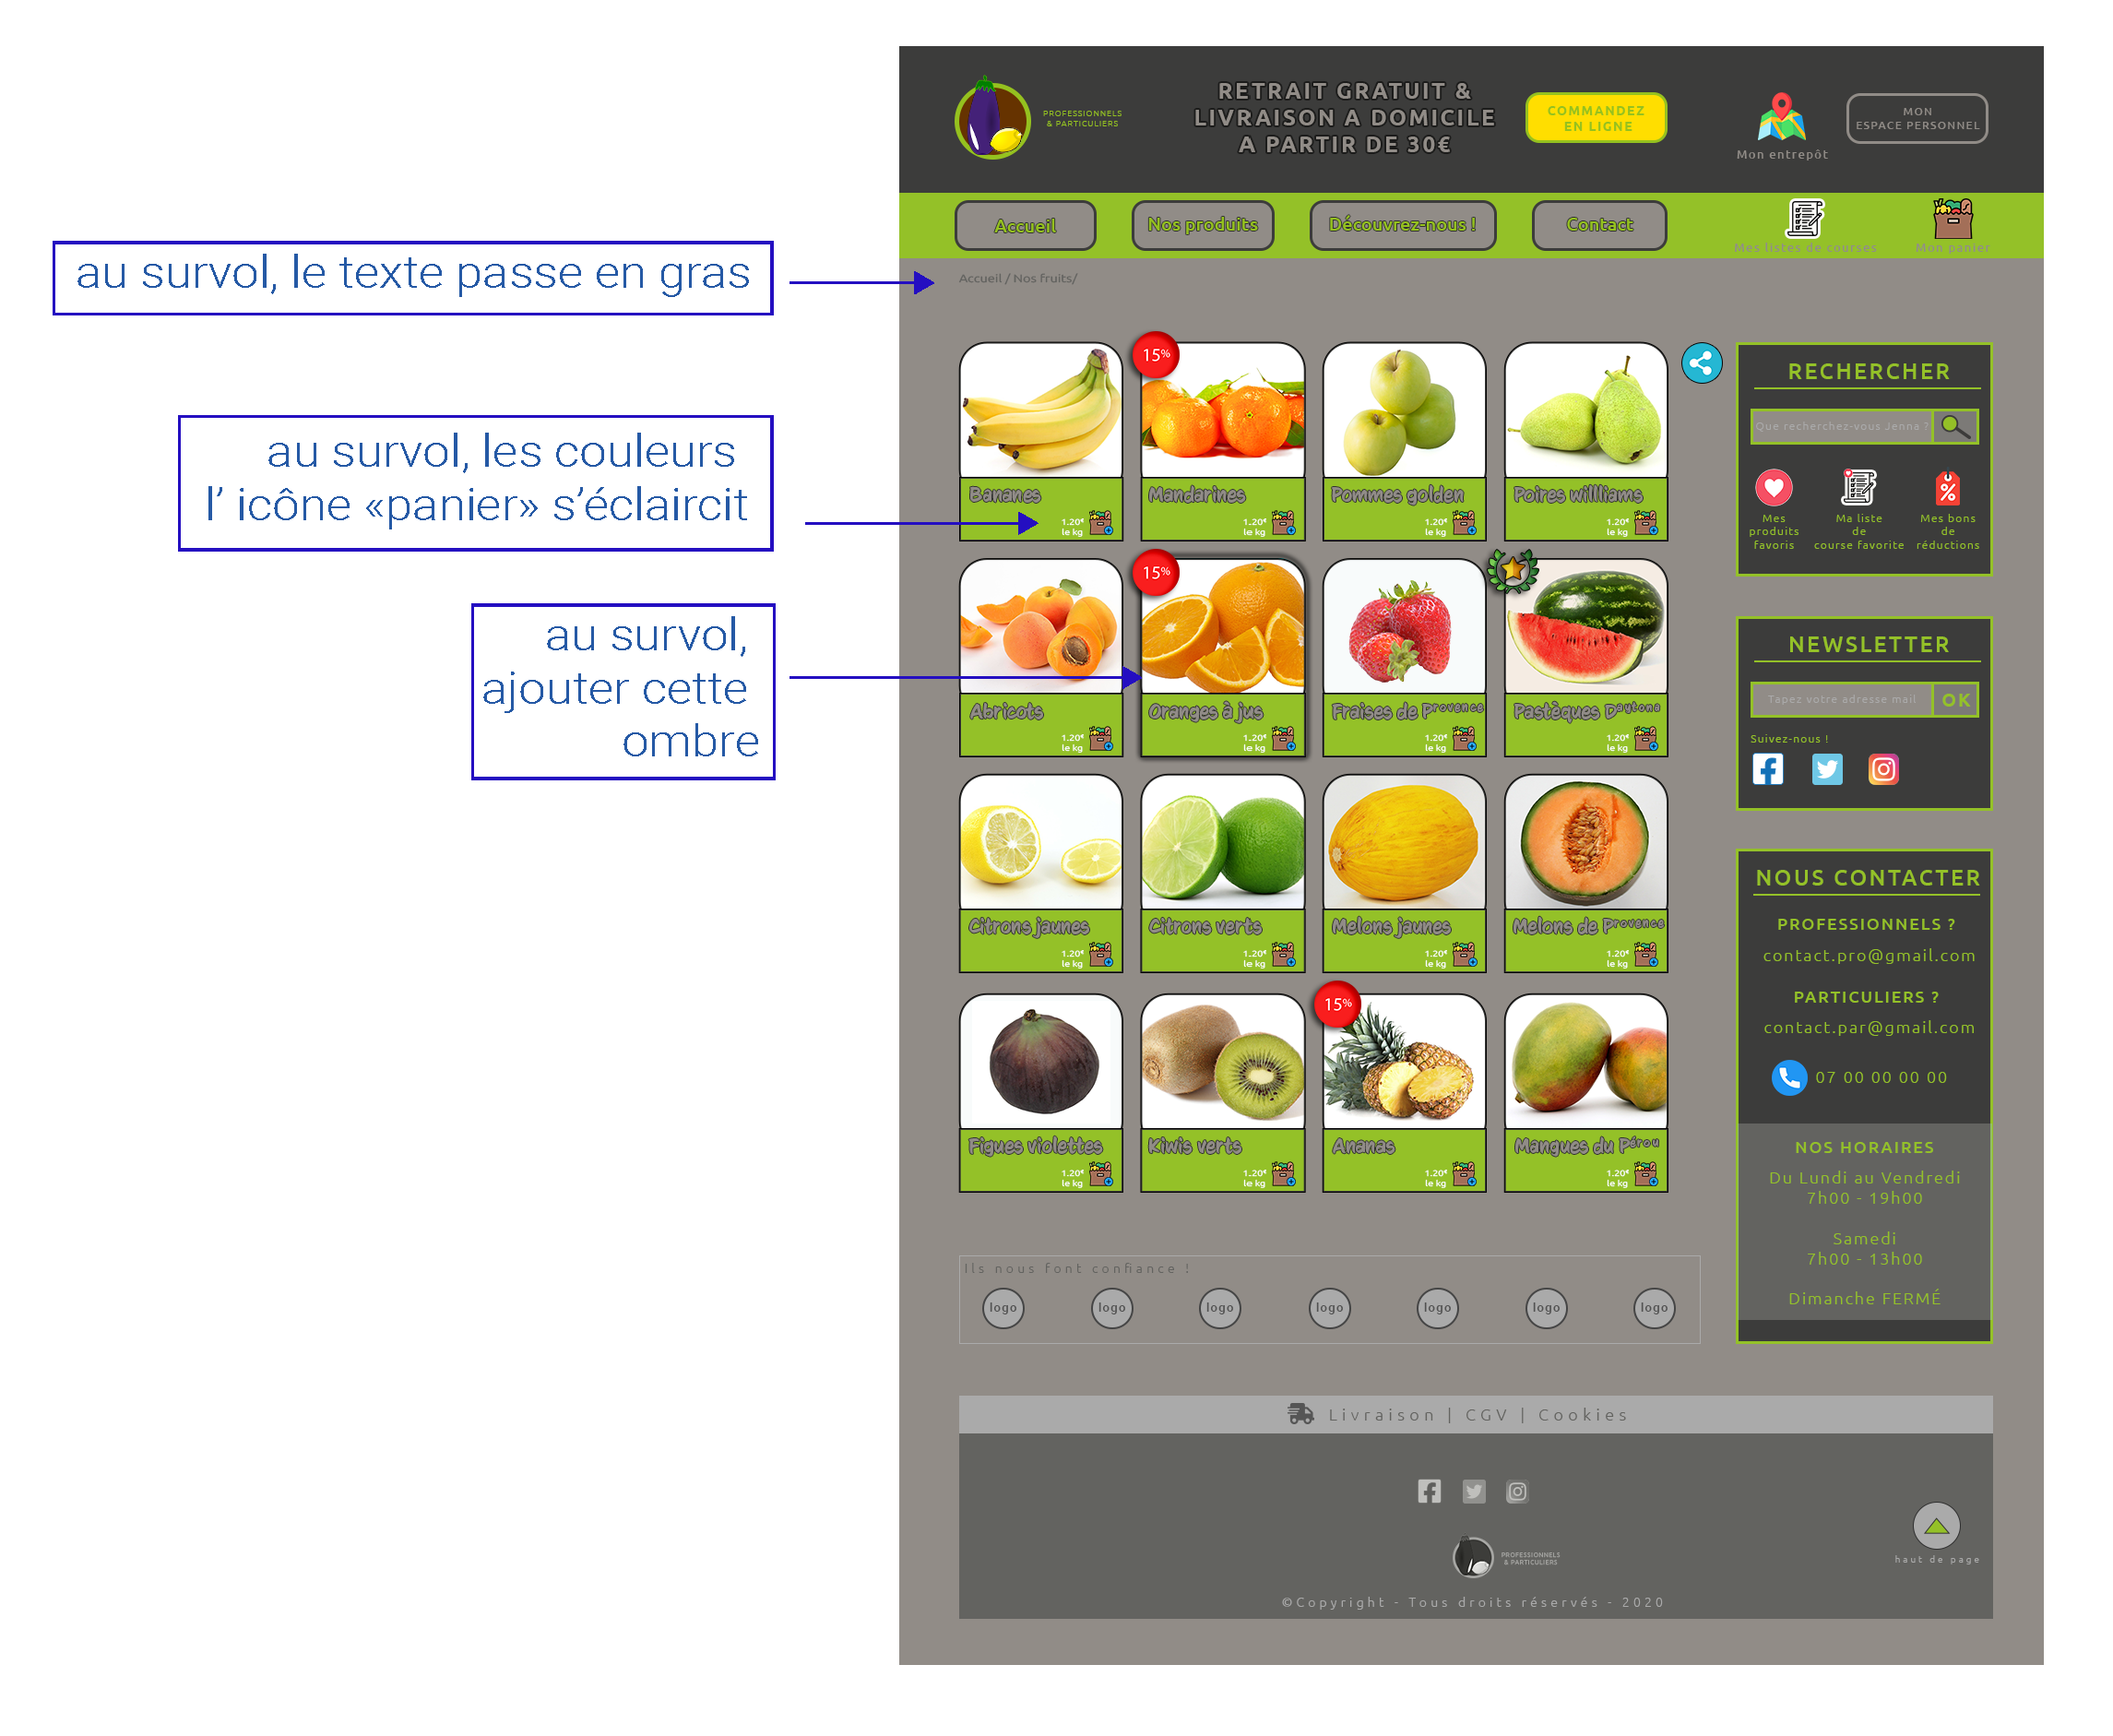 PROFESSIONNELS
& PARTICULIERS
RETRAIT GRATUIT &
LIVRAISON A DOMICILE
A PARTIR DE 30€
COMMANDEZ
EN LIGNE
Mon entrepôt
MON
ESPACE PERSONNEL
Accueil
Nos produits
Découvrez-nous !
Contact
Mes listes de courses
Mon panier
au survol, le texte passe en gras
Accueil / Nos fruits/
au survol, les couleurs
l' icône «panier» s'éclaircit
au survol,
ajouter cette
ombre
15%
Bananes
1.20€
le kg
Mandarines
1.20€
le kg
Pommes golden
1.20€
le kg
Poires willliams
1.20€
le kg
15%
Abricots
1.20€
le kg
Oranges à jus
1.20€
le kg
Fraises de Provence
1.20€
le kg
Pastèques Daytona
1.20€
le kg
Citrons jaunes
1.20€
le kg
Citrons verts
1.20€
le kg
Melons jaunes
1.20€
le kg
Melons de Provence
1.20€
le kg
15%
Figues violettes
1.20€
le kg
Kiwis verts
1.20€
le kg
Ananas
1.20€
le kg
Mangues du Pérou
1.20€
le kg
RECHERCHER
Que recherchez-vous Jenna ?
Mes
produits
favoris
Ma liste
de
course favorite
Mes bons
de
réductions
NEWSLETTER
Tapez votre adresse mail
OK
Suivez-nous !
NOUS CONTACTER
PROFESSIONNELS ?
contact.pro@gmail.com
PARTICULIERS ?
contact.par@gmail.com
07 00 00 00 00
NOS HORAIRES
Du Lundi au Vendredi
7h00 - 19h00
Samedi
7h00 - 13h00
Dimanche FERMÉ
Ils nous font confiance !
logo
logo
logo
logo
logo
logo
logo
Livraison | CGV | Cookies
PROFESSIONNELS
& PARTICULIERS
haut de page
©Copyright - Tous droits réservés - 2020